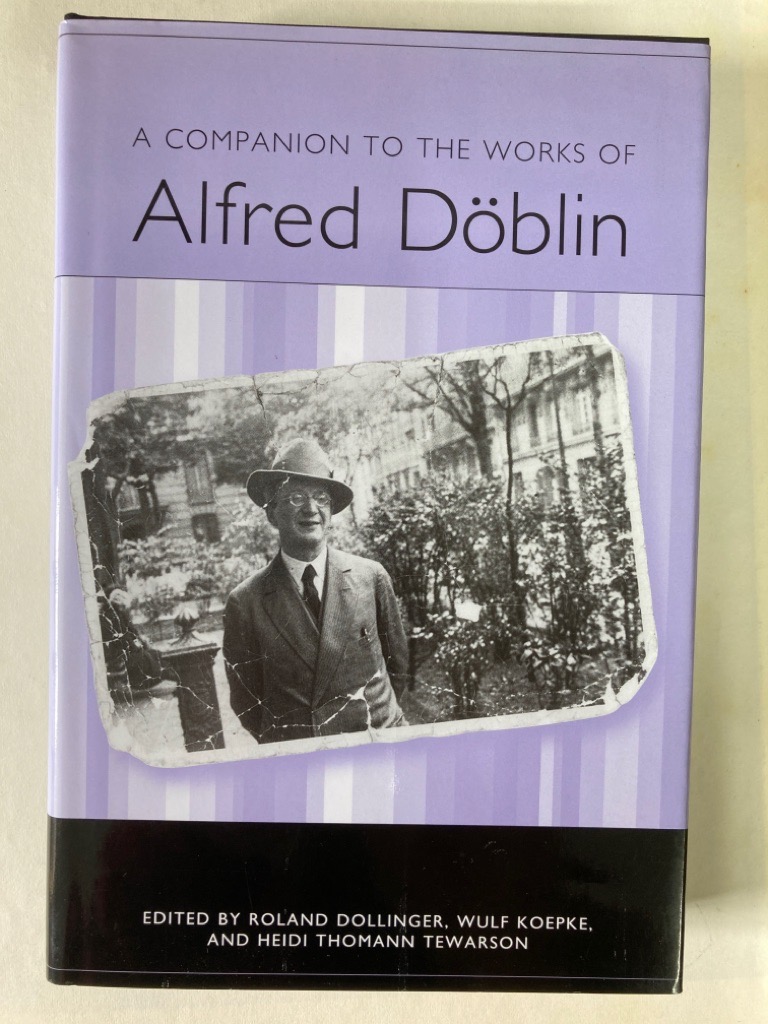 A COMPANION TO THE WORKS OF
Alfred Döblin
EDITED BY ROLAND DOLLINGER, WULF KOEPKE,
AND HEIDI THOMANN TEWARSON